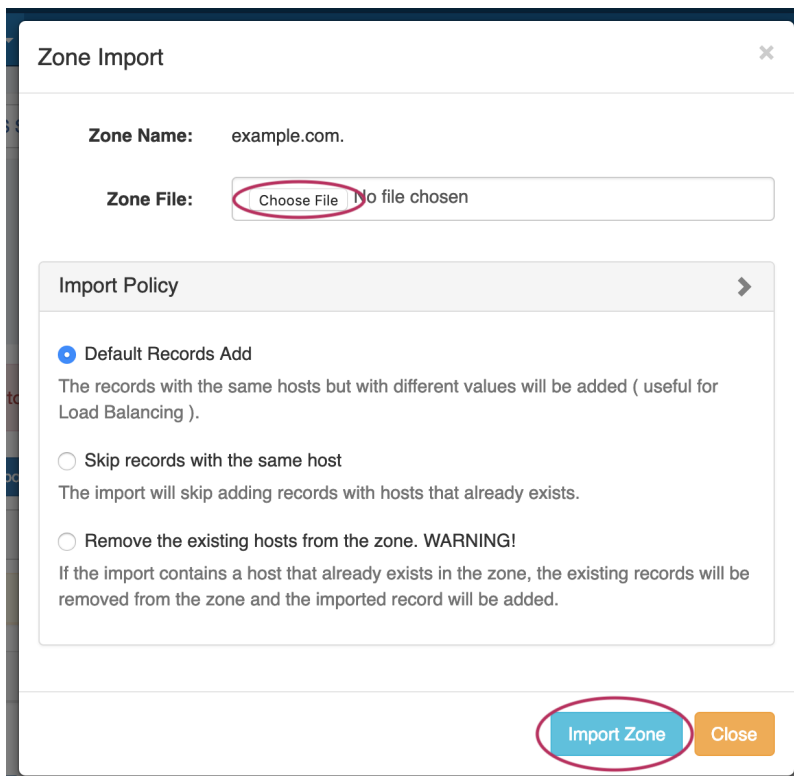 Zone Import
×
Zone Name: example.com.
Zone File: Choose File No file chosen
Import Policy
Default Records Add
The records with the same hosts but with different values will be added ( useful for
Load Balancing ).
Skip records with the same host
The import will skip adding records with hosts that already exists.
Remove the existing hosts from the zone. WARNING!
If the import contains a host that already exists in the zone, the existing records will be
removed from the zone and the imported record will be added.
Import Zone Close